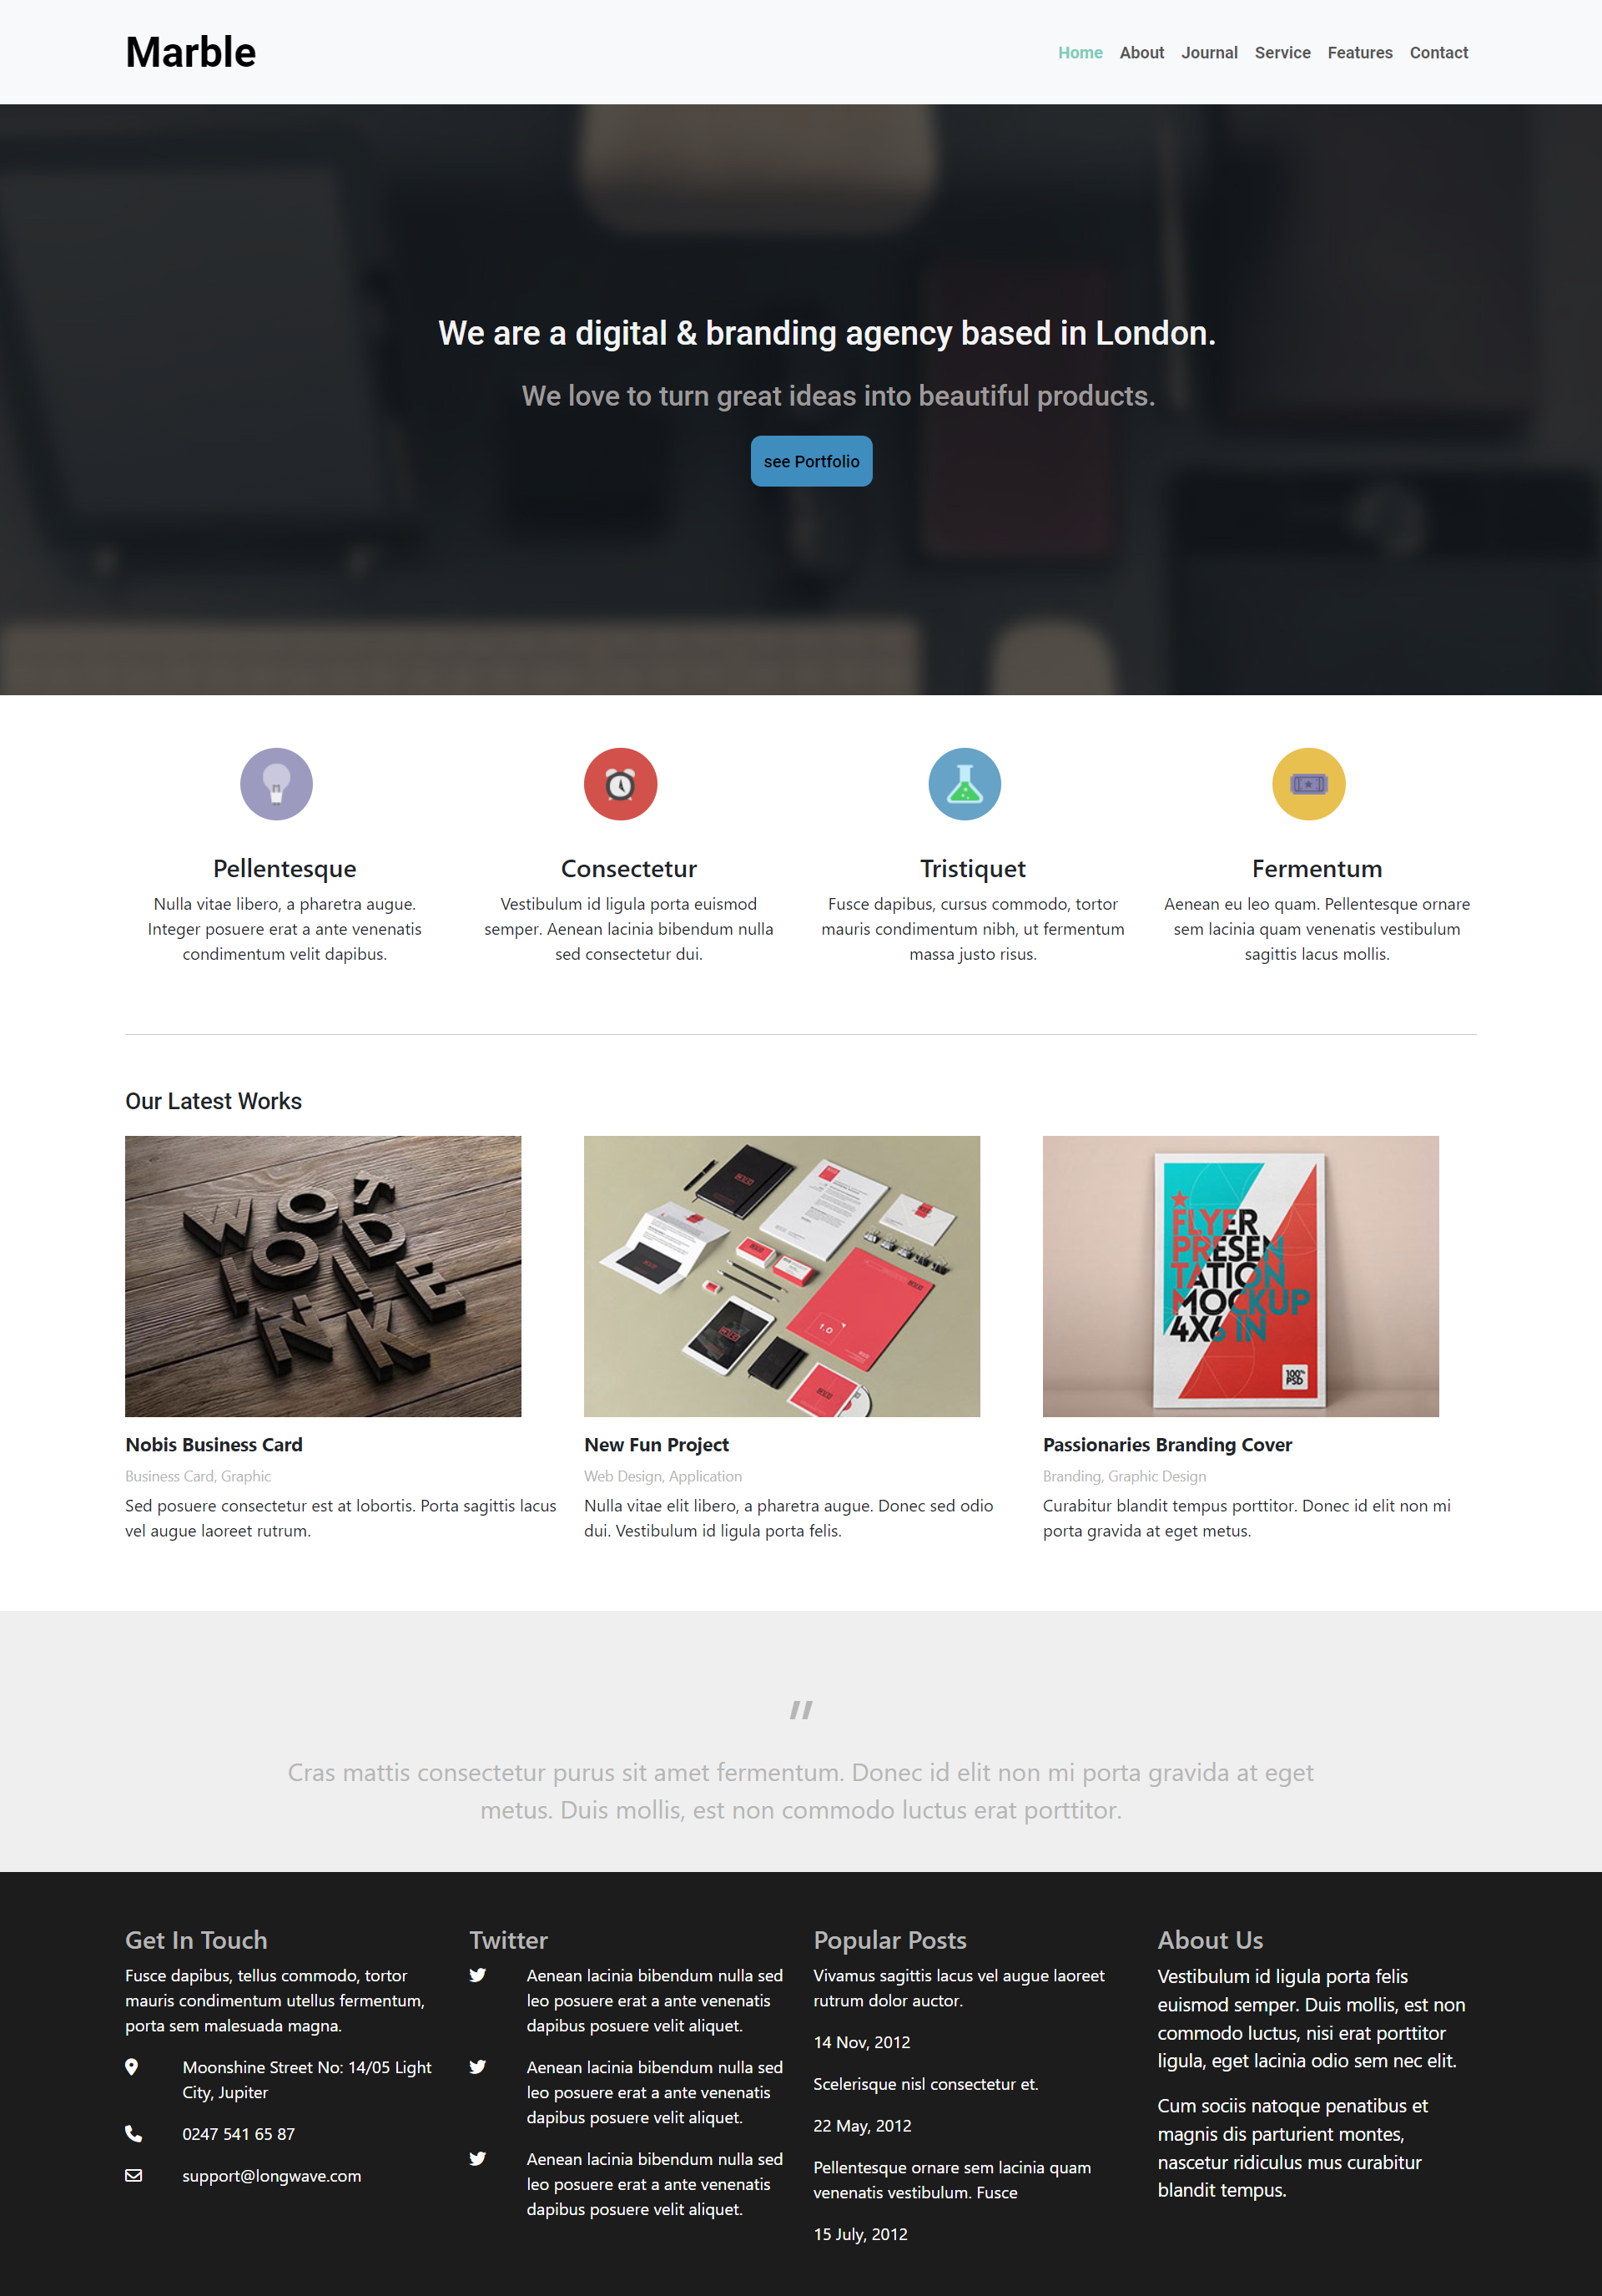 Marble
Home About Journal Service Features Contact
We are a digital & branding agency based in London.
We love to turn great ideas into beautiful products.
see Portfolio
Pellentesque
Nulla vitae libero, a pharetra augue.
Integer posuere erat a ante venenatis
condimentum velit dapibus.
Consectetur
Vestibulum id ligula porta euismod
semper. Aenean lacinia bibendum nulla
sed consectetur dui.
Tristiquet
Fusce dapibus, cursus commodo, tortor
mauris condimentum nibh, ut fermentum
massa justo risus.
Fermentum
Aenean eu leo quam. Pellentesque ornare
sem lacinia quam venenatis vestibulum
sagittis lacus mollis.
Our Latest Works
WOT
IOID
NKE
FLYER
PRESEN
TATION
MOCKUP
4X6 IN
100%
PSD
Nobis Business Card
Business Card, Graphic
Sed posuere consectetur est at lobortis. Porta sagittis lacus
vel augue laoreet rutrum.
New Fun Project
Web Design, Application
Nulla vitae elit libero, a pharetra augue. Donec sed odio
dui. Vestibulum id ligula porta felis.
Passionaries Branding Cover
Branding, Graphic Design
Curabitur blandit tempus porttitor. Donec id elit non mi
porta gravida at eget metus.
"
Cras mattis consectetur purus sit amet fermentum. Donec id elit non mi porta gravida at eget
metus. Duis mollis, est non commodo luctus erat porttitor.
Get In Touch
Fusce dapibus, tellus commodo, tortor
mauris condimentum utellus fermentum,
porta sem malesuada magna.
Moonshine Street No: 14/05 Light
City, Jupiter
0247 541 65 87
support@longwave.com
Twitter
Aenean lacinia bibendum nulla sed
leo posuere erat a ante venenatis
dapibus posuere velit aliquet.
Aenean lacinia bibendum nulla sed
leo posuere erat a ante venenatis
dapibus posuere velit aliquet.
Aenean lacinia bibendum nulla sed
leo posuere erat a ante venenatis
dapibus posuere velit aliquet.
Popular Posts
Vivamus sagittis lacus vel augue laoreet
rutrum dolor auctor.
14 Nov, 2012
Scelerisque nisl consectetur et.
22 May, 2012
Pellentesque ornare sem lacinia quam
venenatis vestibulum. Fusce
15 July, 2012
About Us
Vestibulum id ligula porta felis
euismod semper. Duis mollis, est non
commodo luctus, nisi erat porttitor
ligula, eget lacinia odio sem nec elit.
Cum sociis natoque penatibus et
magnis dis parturient montes,
nascetur ridiculus mus curabitur
blandit tempus.